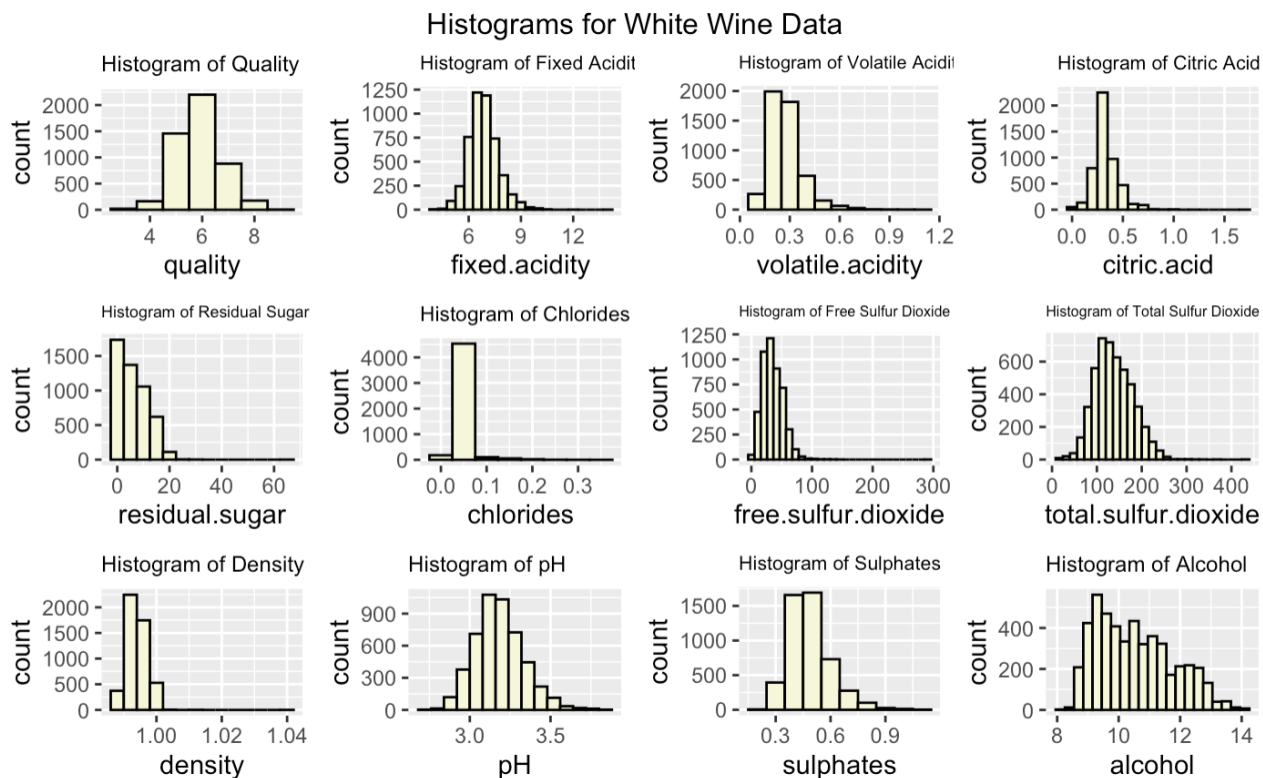 Histograms for White Wine Data
Histogram of Quality
count
2000
1500
1000
500
0
4 6 8
quality
Histogram of Fixed Acidit
count
1250
1000
750
500
250
0
6 9 12
fixed.acidity
Histogram of Volatile Acidit
count
2000
1500
1000
500
0
0.0 0.3 0.6 0.9 1.2
volatile.acidity
Histogram of Citric Acid
count
2000
1500
1000
500
0
0.0 0.5 1.0 1.5
citric.acid
Histogram of Residual Sugar
count
1500
1000
500
0
0 20 40 60
residual.sugar
Histogram of Chlorides
count
4000
3000
2000
1000
0
0.0 0.1 0.2 0.3
chlorides
Histogram of Free Sulfur Dioxide
count
1250
1000
750
500
250
0
0 100 200 300
free.sulfur.dioxide
Histogram of Total Sulfur Dioxide
count
600
400
200
0
0 100 200 300 400
total.sulfur.dioxide
Histogram of Density
count
2000
1500
1000
500
0
1.00 1.02 1.04
density
Histogram of pH
count
900
600
300
0
3.0 3.5
pH
Histogram of Sulphates
count
1500
1000
500
0
0.3 0.6 0.9
sulphates
Histogram of Alcohol
count
400
200
0
8 10 12 14
alcohol